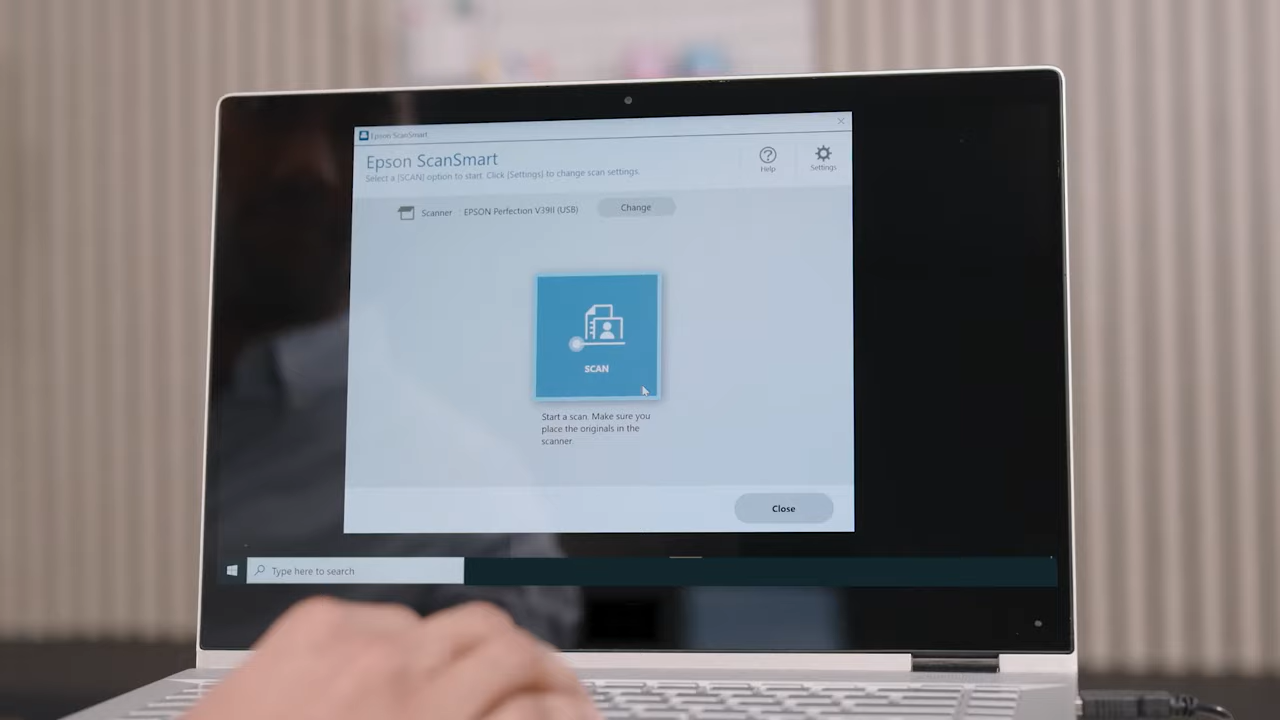 Epson ScanSmart
Epson ScanSmart
Select a [SCAN] option to start. Click [Settings] to change scan settings.
Help
Settings
Scanner : EPSON Perfection V39II (USB)
Change
SCAN
Start a scan. Make sure you
place the originals in the
scanner.
Close
Type here to search